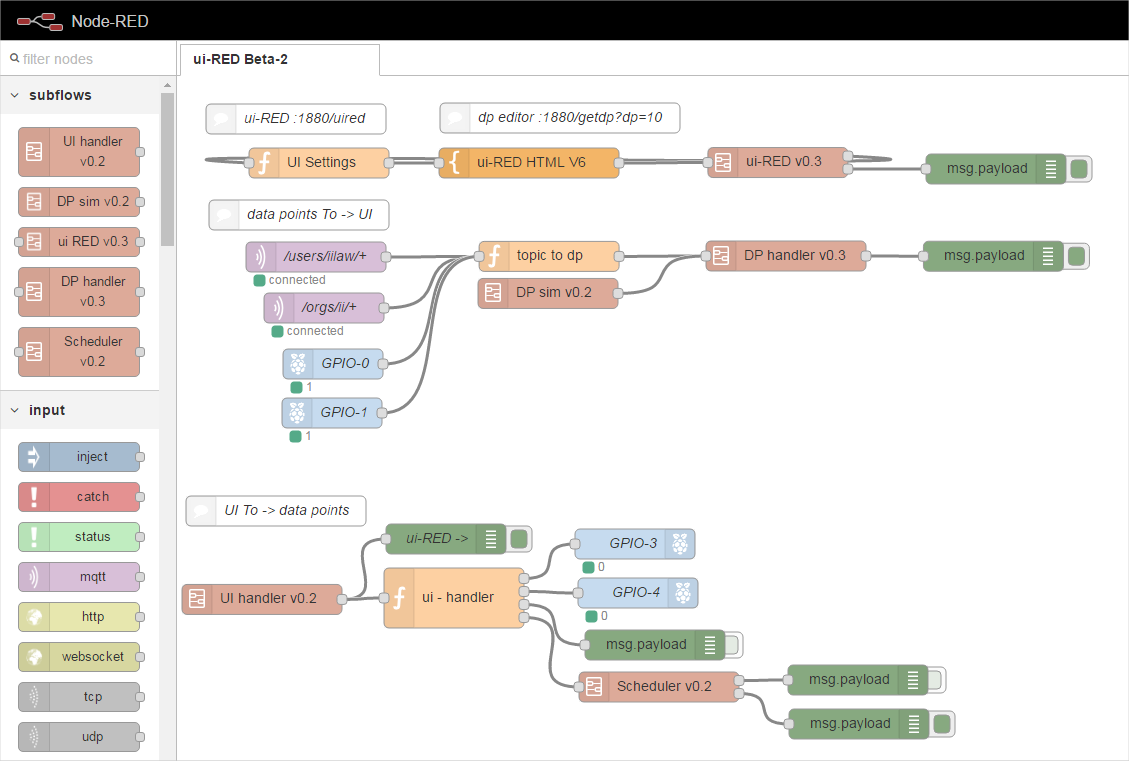 Node-RED
filter nodes
ui-RED Beta-2
subflows
UI handler
v0.2
DP sim v0.2
ui RED v0.3
DP handler
v0.3
Scheduler
v0.2
input
inject
catch
status
mqtt
http
websocket
tcp
udp
ui-RED :1880/uired
dp editor :1880/getdp?dp=10
UI Settings
ui-RED HTML V6
ui-RED v0.3
msg.payload
data points To -> UI
/users/iilaw/+
connected
topic to dp
DP handler v0.3
msg.payload
DP sim v0.2
/orgs/ii/+
connected
GPIO-0
1
GPIO-1
1
UI To -> data points
ui-RED ->
GPIO-3
0
UI handler v0.2
ui - handler
GPIO-4
0
msg.payload
Scheduler v0.2
msg.payload
msg.payload